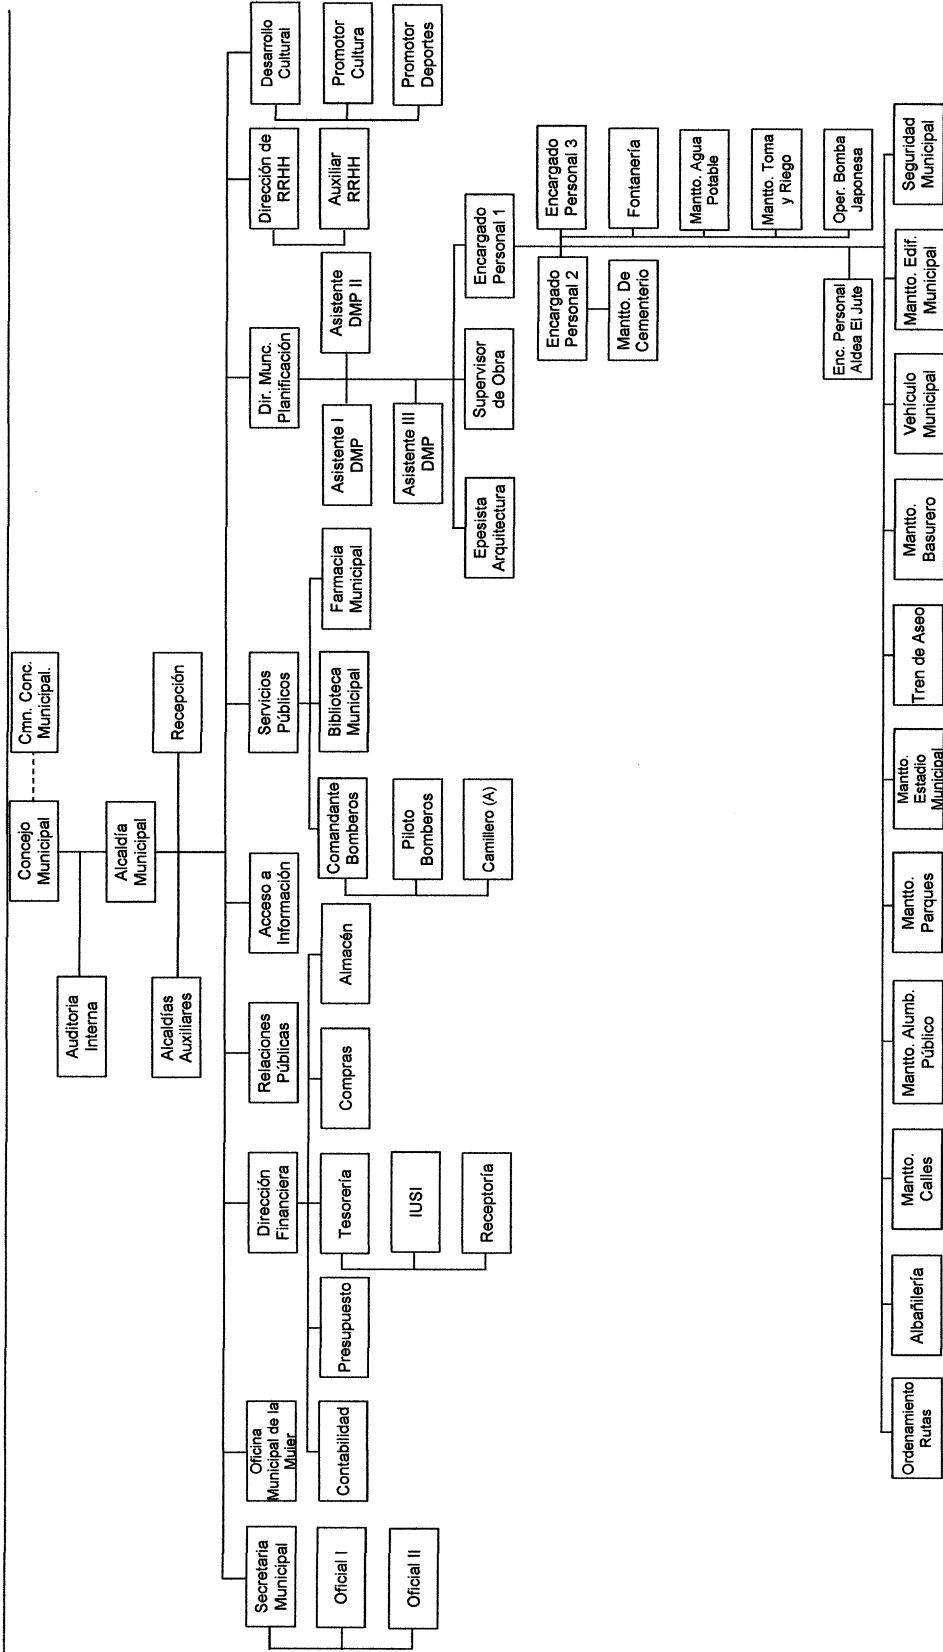 Concejo
Municipal
Cmn. Conc.
Municipal.
Auditoria
Interna
Alcaldía
Municipal
Alcaldías
Auxiliares
Recepción
Secretaria
Municipal
Oficial I
Oficial II
Oficina
Municipal de la
Mujer
Dirección
Financiera
Contabilidad
Presupuesto
Tesorería
IUSI
Receptoría
Compras
Almacén
Relaciones
Públicas
Acceso a
Información
Servicios
Públicos
Comandante
Bomberos
Piloto
Bomberos
Camillero (A)
Biblioteca
Municipal
Farmacia
Municipal
Dir. Munc.
Planificación
Asistente I
DMP
Asistente
DMP II
Asistente III
DMP
Epesista
Arquitectura
Supervisor
de Obra
Encargado
Personal 1
Encargado
Personal 2
Mantto. De
Cementerio
Encargado
Personal 3
Fontanería
Mantto. Agua
Potable
Mantto. Toma
y Riego
Oper. Bomba
Japonesa
Enc. Personal
Aldea El Jute
Dirección de
RRHH
Auxiliar
RRHH
Desarrollo
Cultural
Promotor
Cultura
Promotor
Deportes
Ordenamiento
Rutas
Albañilería
Mantto.
Calles
Mantto. Alumb.
Público
Mantto.
Parques
Mantto.
Estadio
Municipal
Tren de Aseo
Mantto.
Basurero
Vehículo
Municipal
Mantto. Edif.
Municipal
Seguridad
Municipal